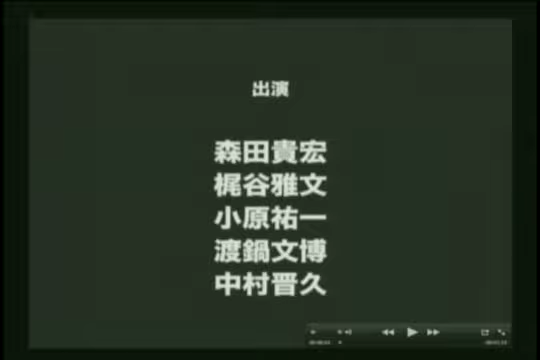 出演
森田貴宏
梶谷雅文
小原祐一
渡鍋文博
中村晋久